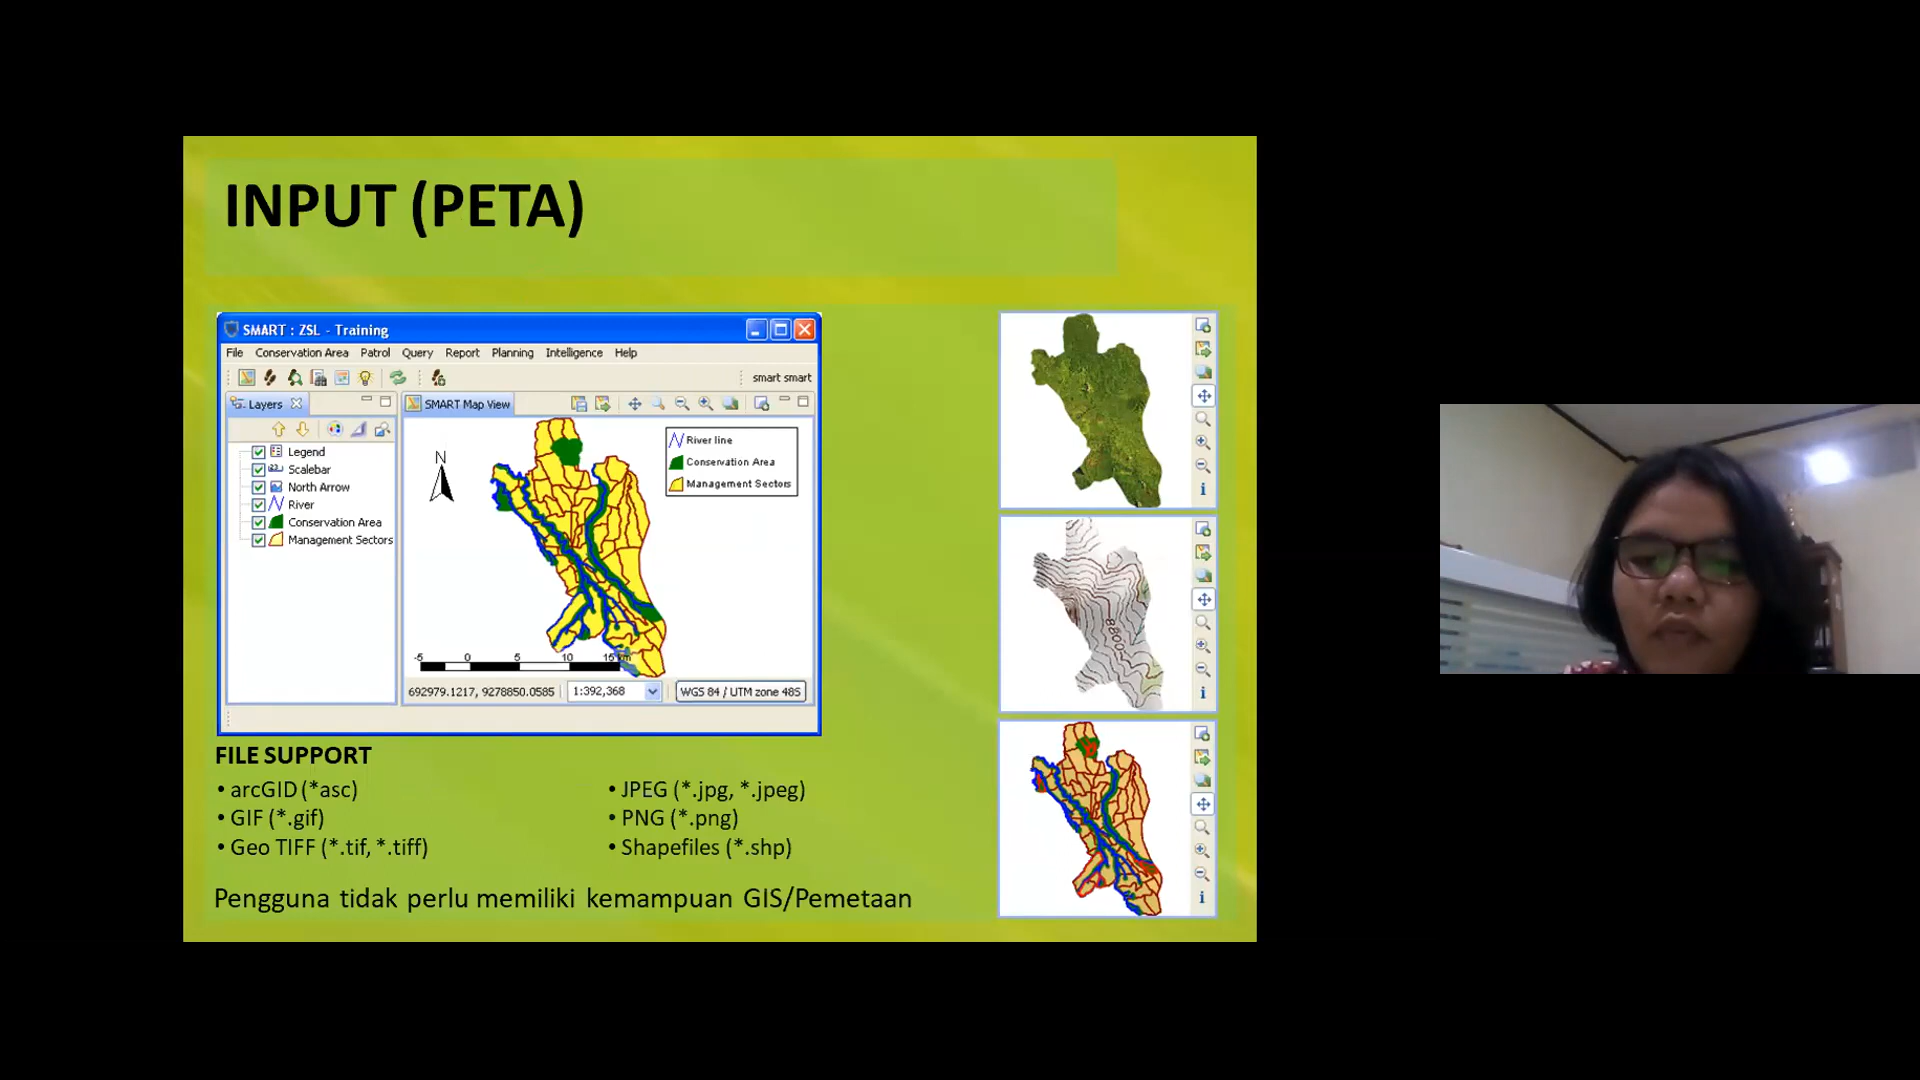 INPUT (PETA)
SMART : ZSL - Training
File Conservation Area Patrol Query Report Planning Intelligence Help
smart smart
Layers
SMART Map View
Legend
Scalebar
North Arrow
River
Conservation Area
Management Sectors
N
River line
Conservation Area
Management Sectors
-5 0 5 10 15 km
692979.1217, 9278850.0585 1:392,368 WGS 84 / UTM zone 48S
8800
FILE SUPPORT
• arcGID (*asc)
• GIF (*.gif)
• Geo TIFF (*.tif, *.tiff)
• JPEG (*.jpg, *.jpeg)
• PNG (*.png)
• Shapefiles (*.shp)
Pengguna tidak perlu memiliki kemampuan GIS/Pemetaan